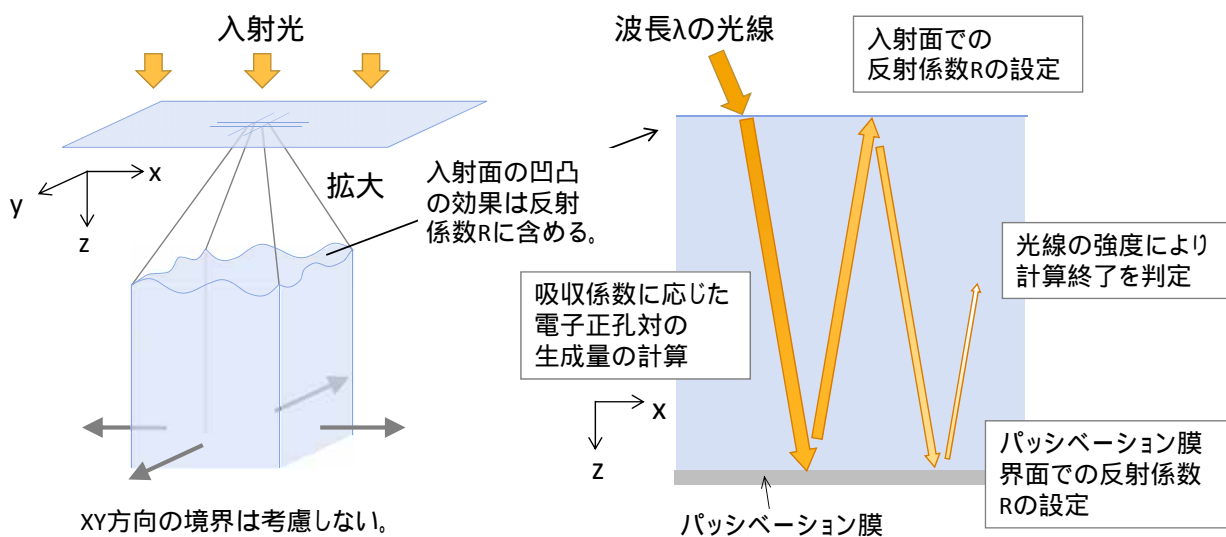 入射光
x
y
z
拡大
入射面の凹凸
の効果は反射
係数Rに含める。
XY方向の境界は考慮しない。
波長λの光線
入射面での
反射係数Rの設定
吸収係数に応じた
電子正孔対の
生成量の計算
光線の強度により
計算終了を判定
x
z
パッシベーション膜
界面での反射係数
Rの設定
パッシベーション膜